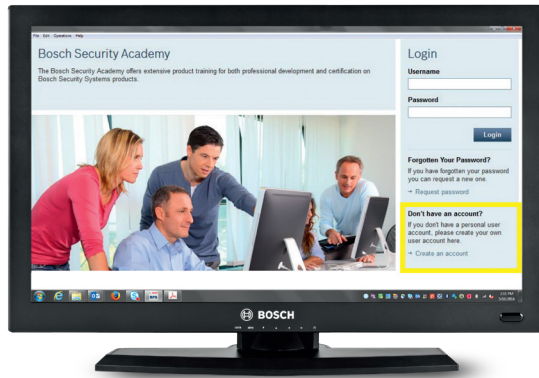 File Edit Operations Help
Bosch Security Academy
The Bosch Security Academy offers extensive product training for both professional development and certification on
Bosch Security Systems products.
Login
Username
Password
Login
Forgotten Your Password?
If you have forgotten your password
you can request a new one.
→ Request password
Don't have an account?
If you don't have a personal user
account, please create your own
user account here.
→ Create an account
RPS
BOSCH